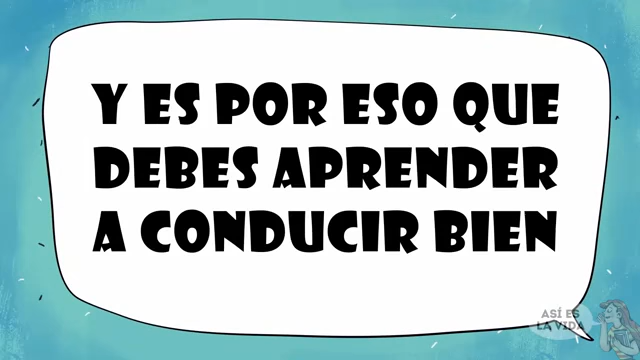 Y ES POR ESO QUE
DEBES APRENDER
A CONDUCIR BIEN
ASÍ ES
LA VIDA